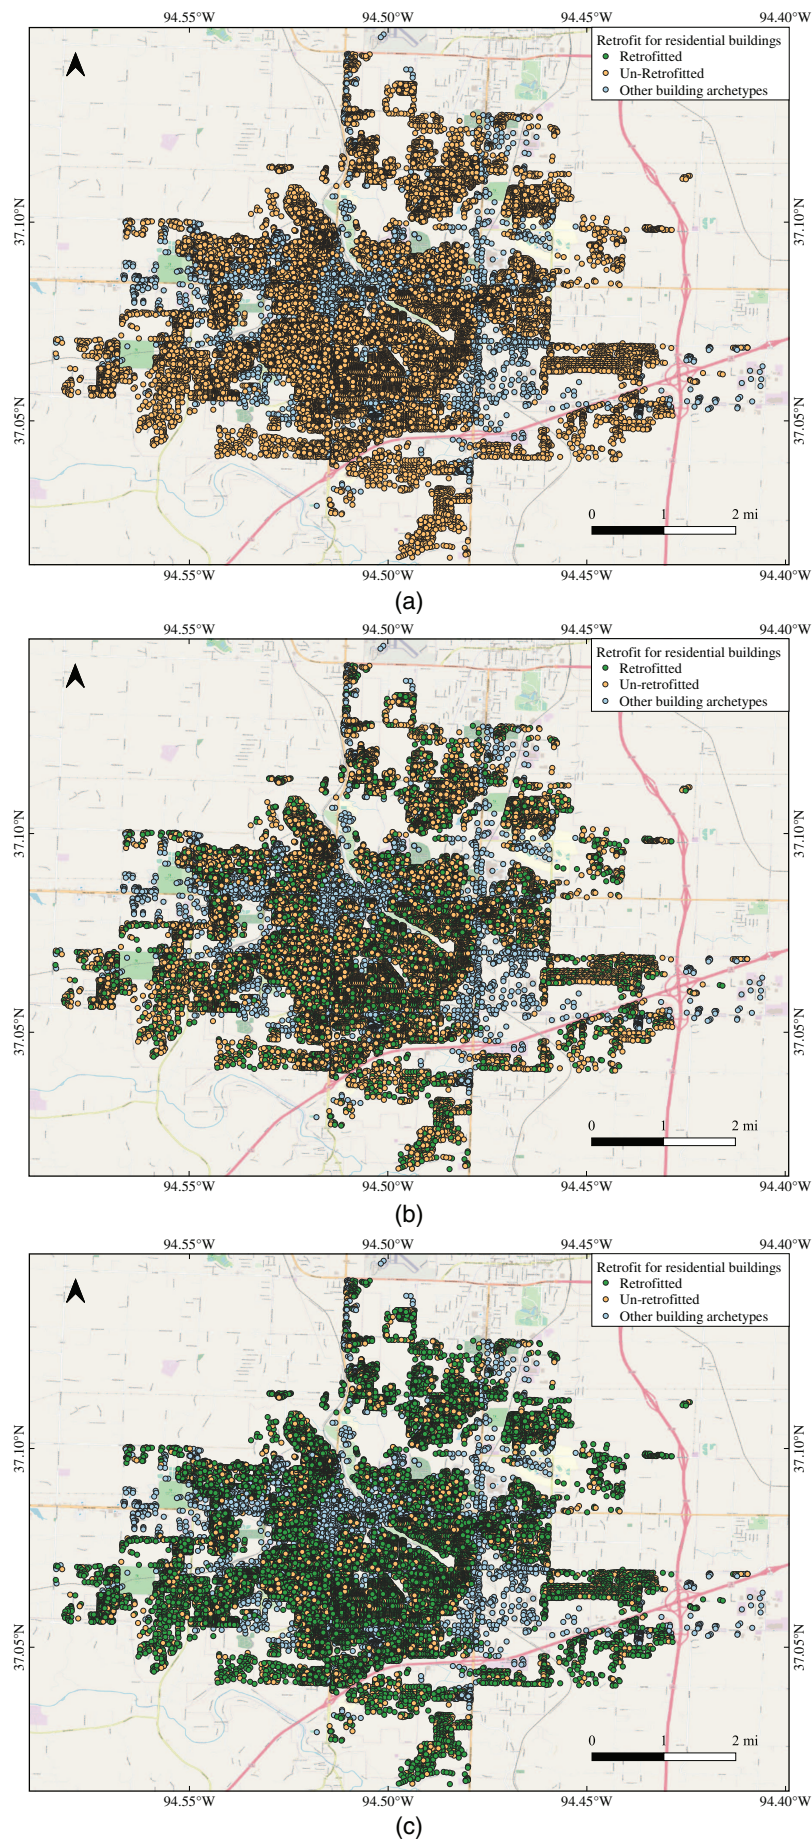 94.55°W 94.50°W 94.45°W 94.40°W
Retrofit for residential buildings
Retrofitted
Un-Retrofitted
Other building archetypes
37.10°N 37.10°N
37.05°N 37.05°N
0 1 2 mi
94.55°W 94.50°W 94.45°W 94.40°W
(a)
94.55°W 94.50°W 94.45°W 94.40°W
Retrofit for residential buildings
Retrofitted
Un-retrofitted
Other building archetypes
37.10°N 37.10°N
37.05°N 37.05°N
0 1 2 mi
94.55°W 94.50°W 94.45°W 94.40°W
(b)
94.55°W 94.50°W 94.45°W 94.40°W
Retrofit for residential buildings
Retrofitted
Un-retrofitted
Other building archetypes
37.10°N 37.10°N
37.05°N 37.05°N
0 1 2 mi
94.55°W 94.50°W 94.45°W 94.40°W
(c)